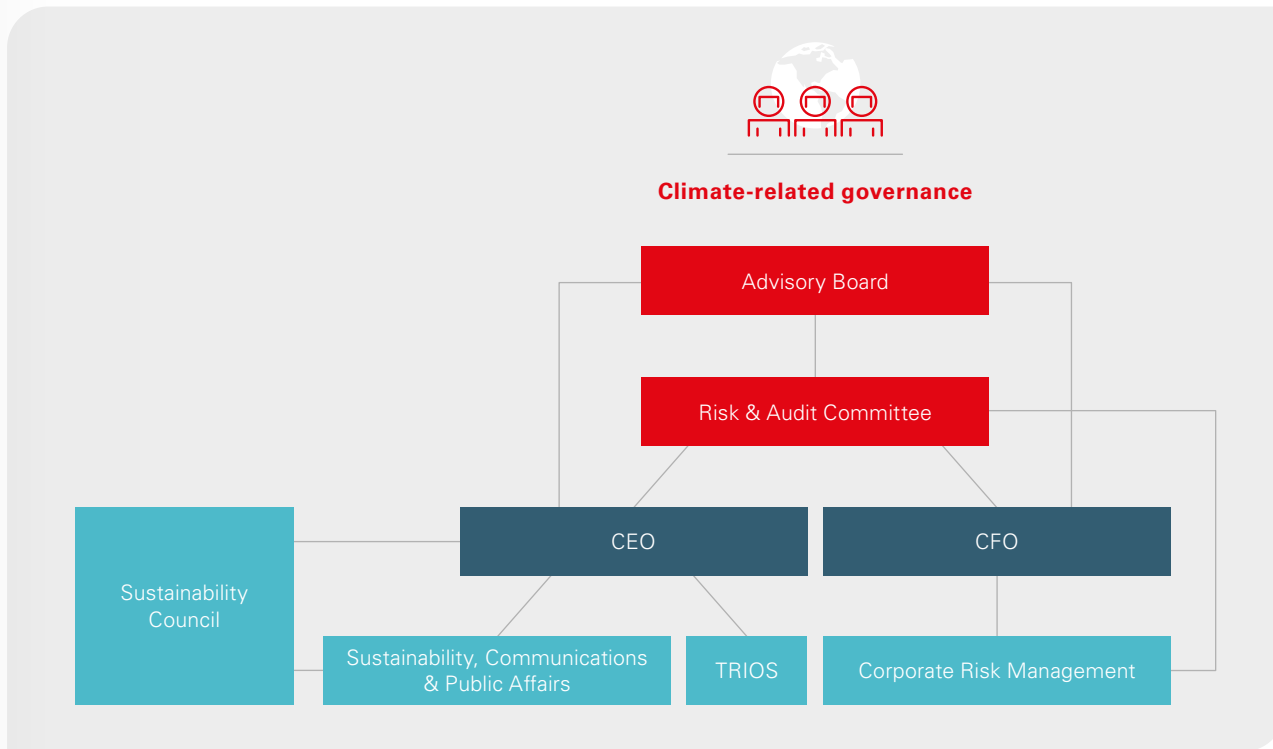 Climate-related governance
Advisory Board
Risk & Audit Committee
CEO
CFO
Sustainability
Council
Sustainability, Communications
& Public Affairs
TRIOS
Corporate Risk Management